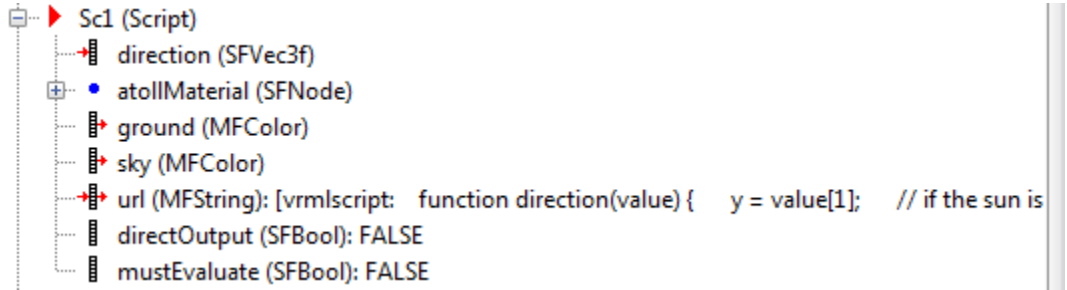 Sc1 (Script)
direction (SFVec3f)
atollMaterial (SFNode)
ground (MFColor)
sky (MFColor)
url (MFString): [vrmlscript: function direction(value) { y = value[1]; // if the sun is
directOutput (SFBool): FALSE
mustEvaluate (SFBool): FALSE